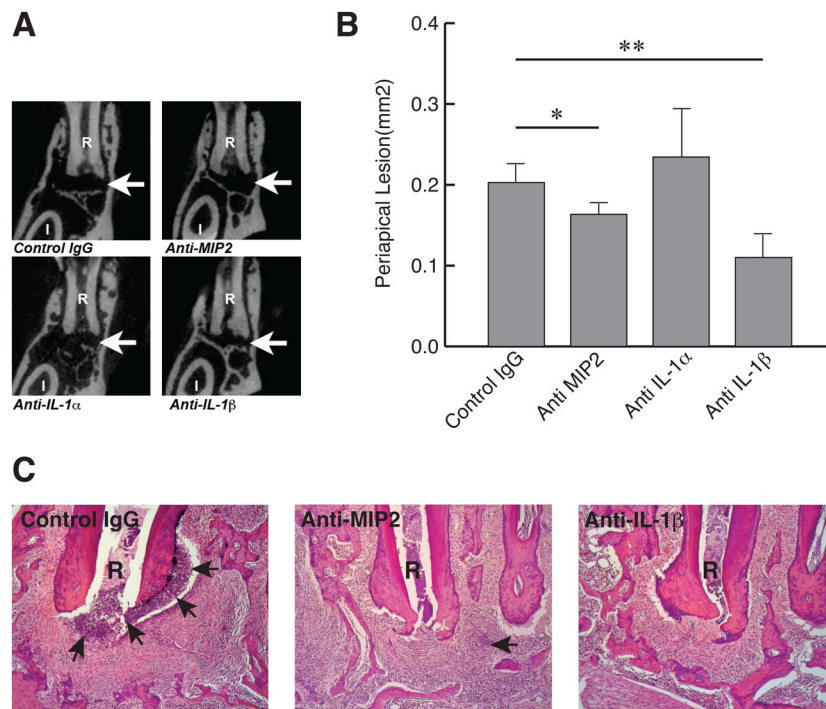 A
R
I
Control IgG
R
I
Anti-MIP2
R
I
Anti-IL-1α
R
I
Anti-IL-1β
B
Periapical Lesion(mm2)
0.4
0.3
0.2
0.1
0.0
**
*
Control IgG
Anti MIP2
Anti IL-1α
Anti IL-1β
C
Control IgG
R
Anti-MIP2
R
Anti-IL-1β
R